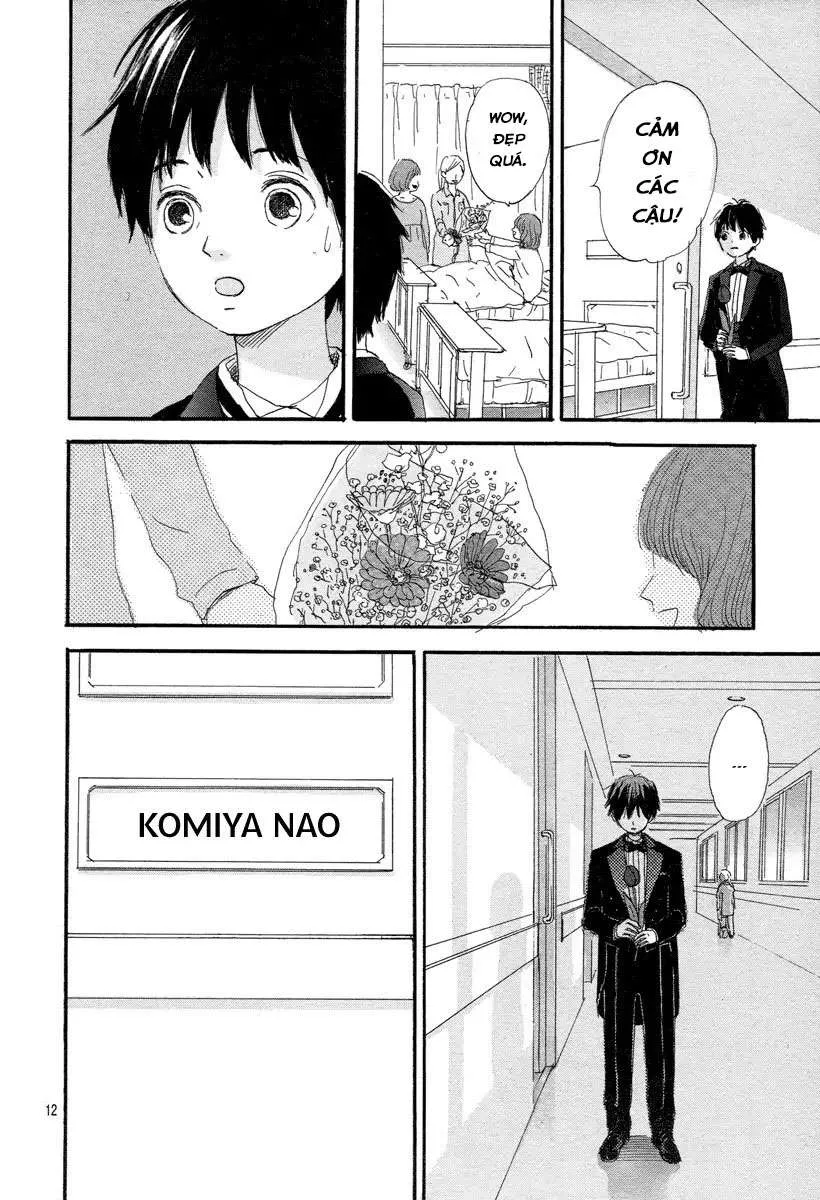 WOW,
ĐẸP
QUÁ.
CẢM
ƠN
CÁC
CẬU!
KOMIYA NAO
---
12